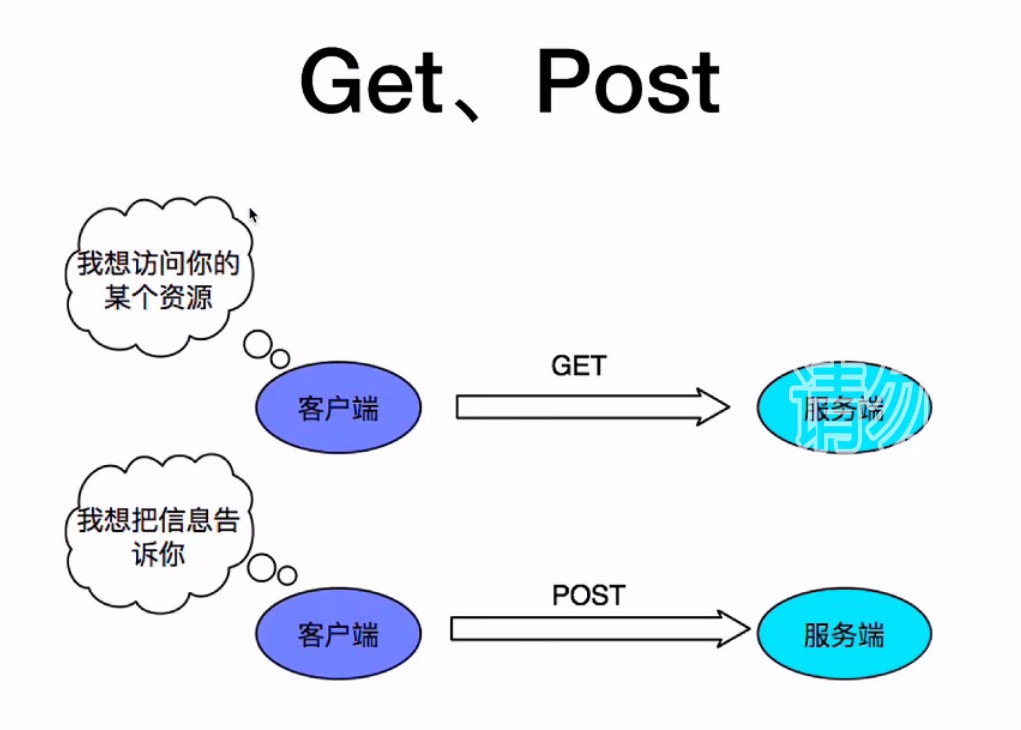 Get、Post
我想访问你的
某个资源
GET
客户端
服务端
请勿
我想把信息告
诉你
POST
客户端
服务端